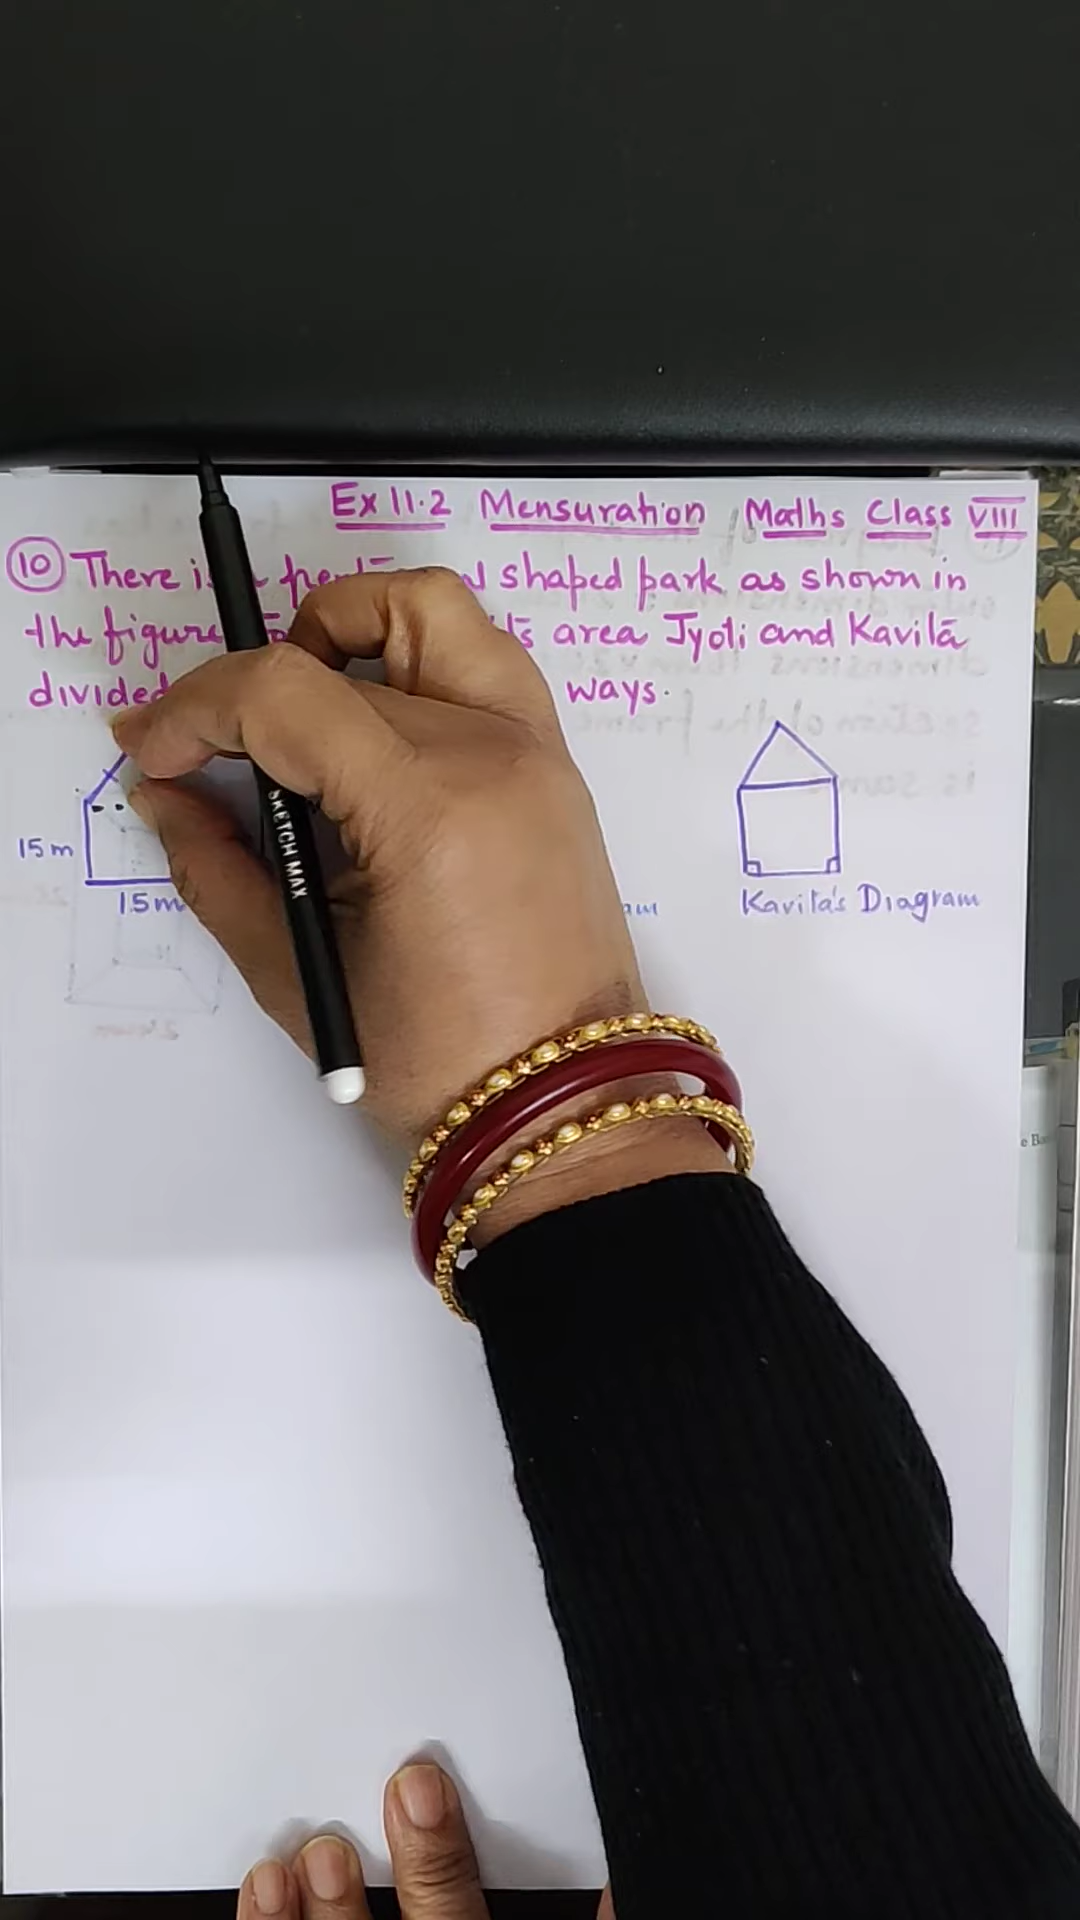 Ex 11.2 Mensuration Maths Class VIII
10 There is shaped park as shown in
the figure area Jyoti and Kavita
divided ways.
15 m
15 m
Kavita's Diagram
SKETCH MAX